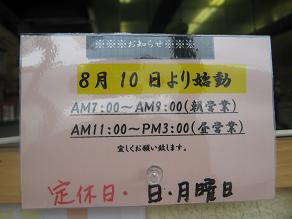 ※※※お知らせ※※※
8月10日より始動
AM7:00～AM9:00(朝営業)
AM11:00～PM3:00(昼営業)
宜しくお願い致します。
定休日・日・月曜日